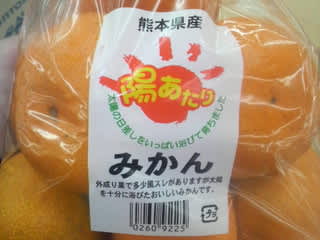 熊本県産
陽あたり
太陽の日差しをいっぱい浴びて育ちました
みかん
外成り果で多少風スレがありますが太陽
を十分に浴びたおいしいみかんです。
0260 9225